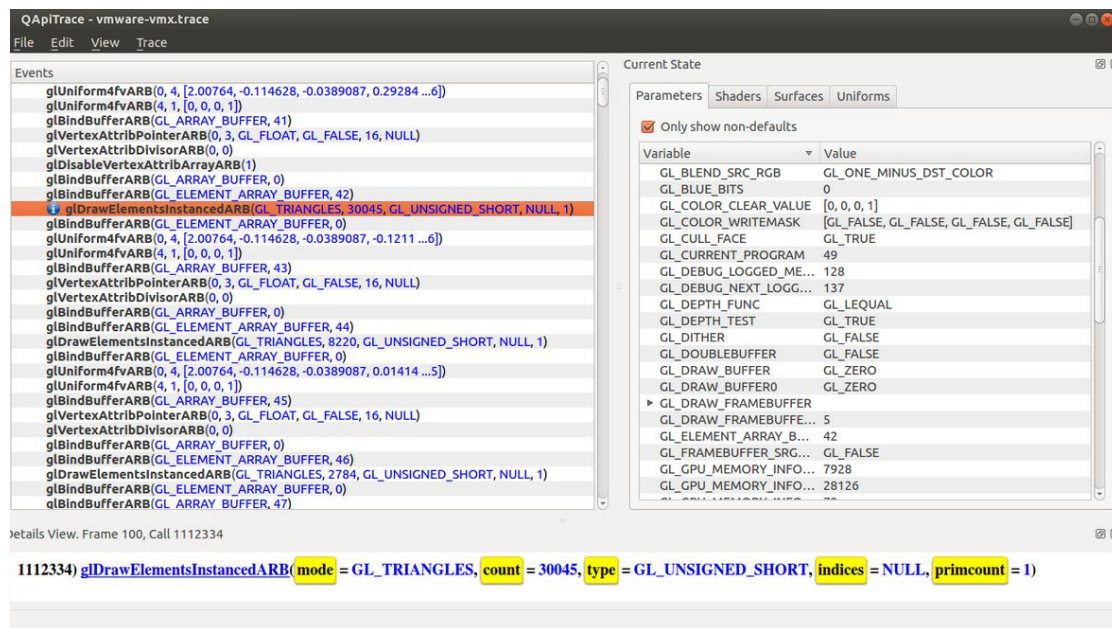 QApiTrace - vmware-vmx.trace
File Edit View Trace
Events
glUniform4fvARB(0, 4, [2.00764, -0.114628, -0.0389087, 0.29284 ...6])
glUniform4fvARB(4, 1, [0, 0, 0, 1])
glBindBufferARB(GL_ARRAY_BUFFER, 41)
glVertexAttribPointerARB(0, 3, GL_FLOAT, GL_FALSE, 16, NULL)
glVertexAttribDivisorARB(0, 0)
glDisableVertexAttribArrayARB(1)
glBindBufferARB(GL_ARRAY_BUFFER, 0)
glBindBufferARB(GL_ELEMENT_ARRAY_BUFFER, 42)
glDrawElementsInstancedARB(GL_TRIANGLES, 30045, GL_UNSIGNED_SHORT, NULL, 1)
glBindBufferARB(GL_ELEMENT_ARRAY_BUFFER, 0)
glUniform4fvARB(0, 4, [2.00764, -0.114628, -0.0389087, -0.1211 ...6])
glUniform4fvARB(4, 1, [0, 0, 0, 1])
glBindBufferARB(GL_ARRAY_BUFFER, 43)
glVertexAttribPointerARB(0, 3, GL_FLOAT, GL_FALSE, 16, NULL)
glVertexAttribDivisorARB(0, 0)
glBindBufferARB(GL_ARRAY_BUFFER, 0)
glBindBufferARB(GL_ELEMENT_ARRAY_BUFFER, 44)
glDrawElementsInstancedARB(GL_TRIANGLES, 8220, GL_UNSIGNED_SHORT, NULL, 1)
glBindBufferARB(GL_ELEMENT_ARRAY_BUFFER, 0)
glUniform4fvARB(0, 4, [2.00764, -0.114628, -0.0389087, 0.01414 ...5])
glUniform4fvARB(4, 1, [0, 0, 0, 1])
glBindBufferARB(GL_ARRAY_BUFFER, 45)
glVertexAttribPointerARB(0, 3, GL_FLOAT, GL_FALSE, 16, NULL)
glVertexAttribDivisorARB(0, 0)
glBindBufferARB(GL_ARRAY_BUFFER, 0)
glBindBufferARB(GL_ELEMENT_ARRAY_BUFFER, 46)
glDrawElementsInstancedARB(GL_TRIANGLES, 2784, GL_UNSIGNED_SHORT, NULL, 1)
glBindBufferARB(GL_ELEMENT_ARRAY_BUFFER, 0)
glBindBufferARB(GL_ARRAY_BUFFER, 47)
Current State
Parameters Shaders Surfaces Uniforms
Only show non-defaults
Variable Value
GL_BLEND_SRC_RGB GL_ONE_MINUS_DST_COLOR
GL_BLUE_BITS 0
GL_COLOR_CLEAR_VALUE [0, 0, 0, 1]
GL_COLOR_WRITEMASK [GL_FALSE, GL_FALSE, GL_FALSE, GL_FALSE]
GL_CULL_FACE GL_TRUE
GL_CURRENT_PROGRAM 49
GL_DEBUG_LOGGED_ME... 128
GL_DEBUG_NEXT_LOGG... 137
GL_DEPTH_FUNC GL_LEQUAL
GL_DEPTH_TEST GL_TRUE
GL_DITHER GL_FALSE
GL_DOUBLEBUFFER GL_FALSE
GL_DRAW_BUFFER GL_ZERO
GL_DRAW_BUFFER0 GL_ZERO
GL_DRAW_FRAMEBUFFER
GL_DRAW_FRAMEBUFFE... 5
GL_ELEMENT_ARRAY_B... 42
GL_FRAMEBUFFER_SRG... GL_FALSE
GL_GPU_MEMORY_INFO... 7928
GL_GPU_MEMORY_INFO... 28126
Details View. Frame 100, Call 1112334
1112334) glDrawElementsInstancedARB(mode = GL_TRIANGLES, count = 30045, type = GL_UNSIGNED_SHORT, indices = NULL, primcount = 1)